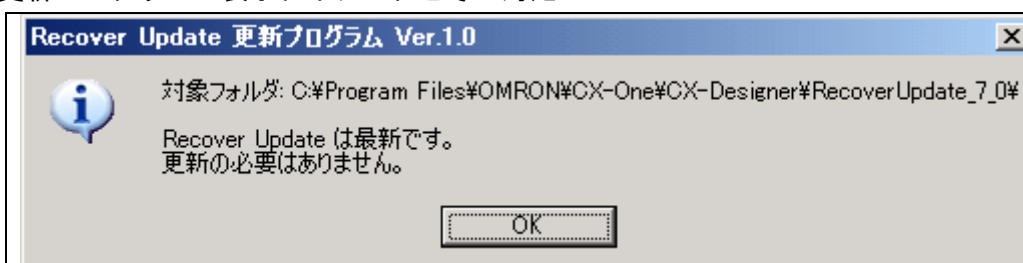 Recover Update 更新プログラム Ver.1.0
対象フォルダ: C:¥Program Files¥OMRON¥CX-One¥CX-Designer¥RecoverUpdate_7_0¥
Recover Update は最新です。
更新の必要はありません。
OK